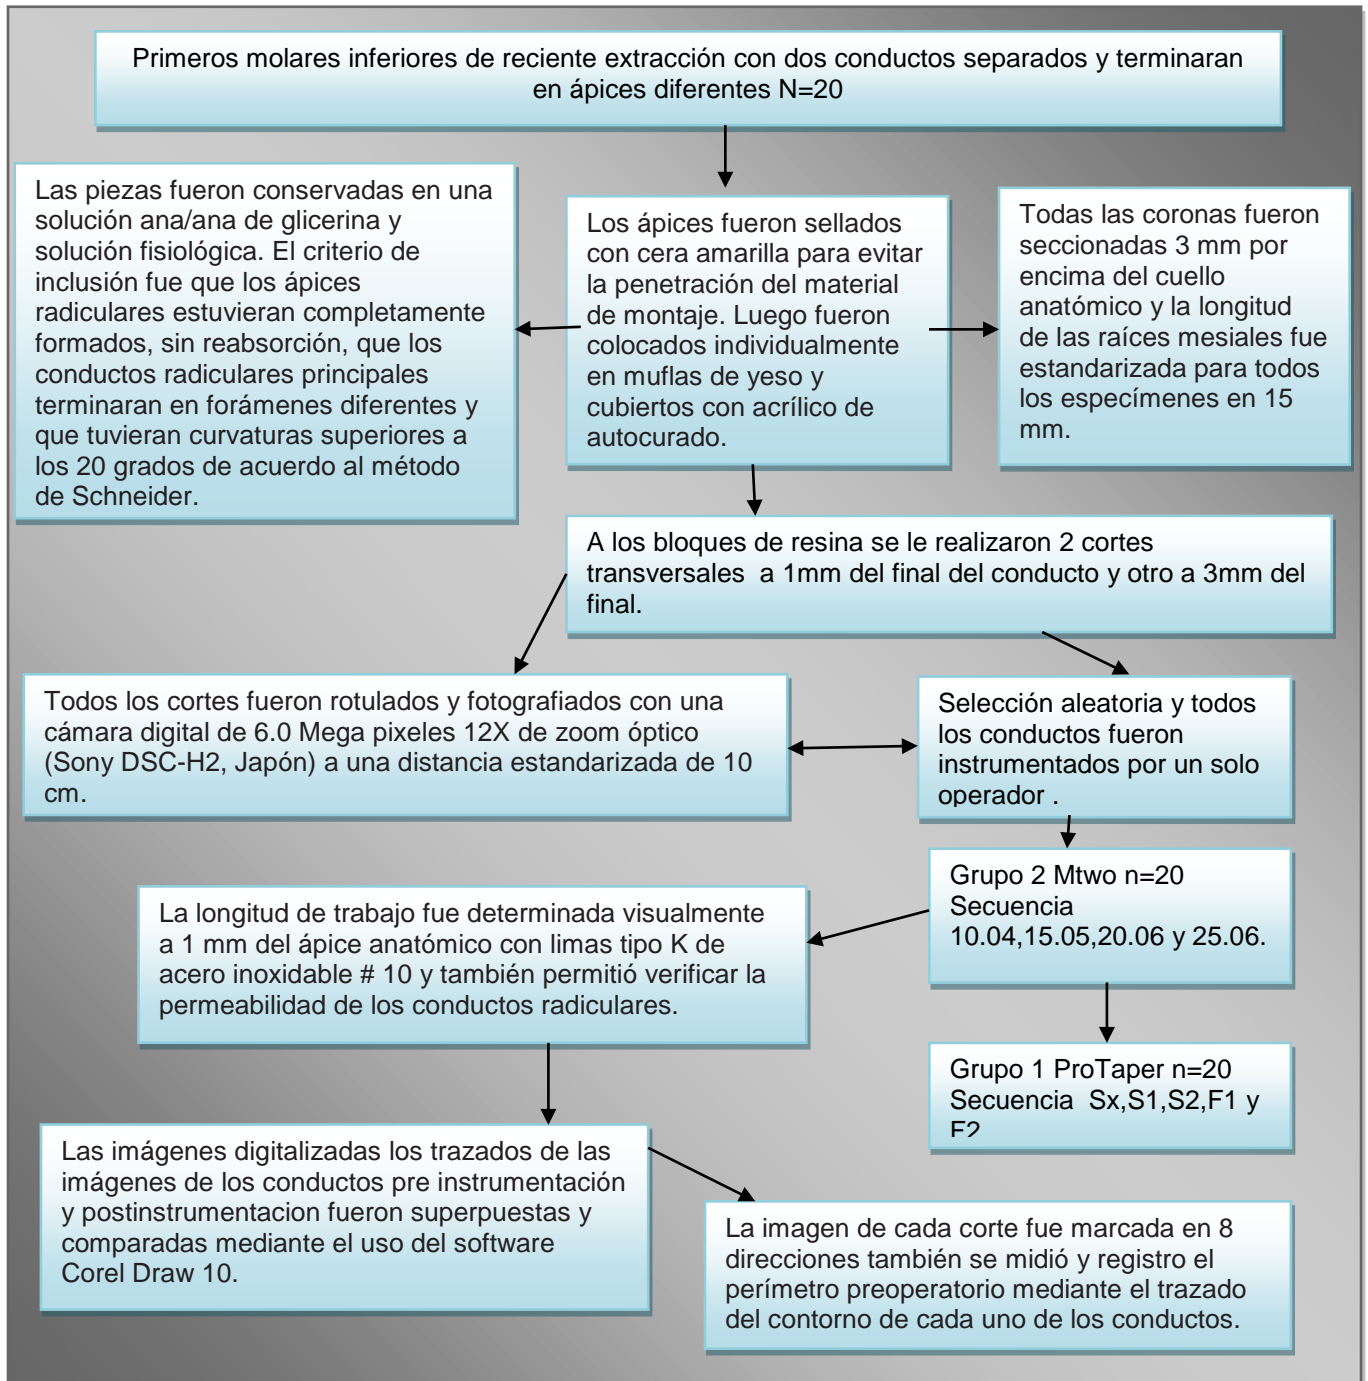 Primeros molares inferiores de reciente extracción con dos conductos separados y terminaran
en ápices diferentes N=20
Las piezas fueron conservadas en una
solución ana/ana de glicerina y
solución fisiológica. El criterio de
inclusión fue que los ápices
radiculares estuvieran completamente
formados, sin reabsorción, que los
conductos radiculares principales
terminaran en forámenes diferentes y
que tuvieran curvaturas superiores a
los 20 grados de acuerdo al método
de Schneider.
Los ápices fueron sellados
con cera amarilla para evitar
la penetración del material
de montaje. Luego fueron
colocados individualmente
en muflas de yeso y
cubiertos con acrílico de
autocurado.
Todas las coronas fueron
seccionadas 3 mm por
encima del cuello
anatómico y la longitud
de las raíces mesiales fue
estandarizada para todos
los especímenes en 15
mm.
A los bloques de resina se le realizaron 2 cortes
transversales  a 1mm del final del conducto y otro a 3mm del
final.
Todos los cortes fueron rotulados y fotografiados con una
cámara digital de 6.0 Mega pixeles 12X de zoom óptico
(Sony DSC-H2, Japón) a una distancia estandarizada de 10
cm.
Selección aleatoria y todos
los conductos fueron
instrumentados por un solo
operador .
Grupo 2 Mtwo n=20
Secuencia
10.04,15.05,20.06 y 25.06.
La longitud de trabajo fue determinada visualmente
a 1 mm del ápice anatómico con limas tipo K de
acero inoxidable # 10 y también permitió verificar la
permeabilidad de los conductos radiculares.
Grupo 1 ProTaper n=20
Secuencia  Sx,S1,S2,F1 y
F2
Las imágenes digitalizadas los trazados de las
imágenes de los conductos pre instrumentación
y postinstrumentacion fueron superpuestas y
comparadas mediante el uso del software
Corel Draw 10.
La imagen de cada corte fue marcada en 8
direcciones también se midió y registro el
perímetro preoperatorio mediante el trazado
del contorno de cada uno de los conductos.